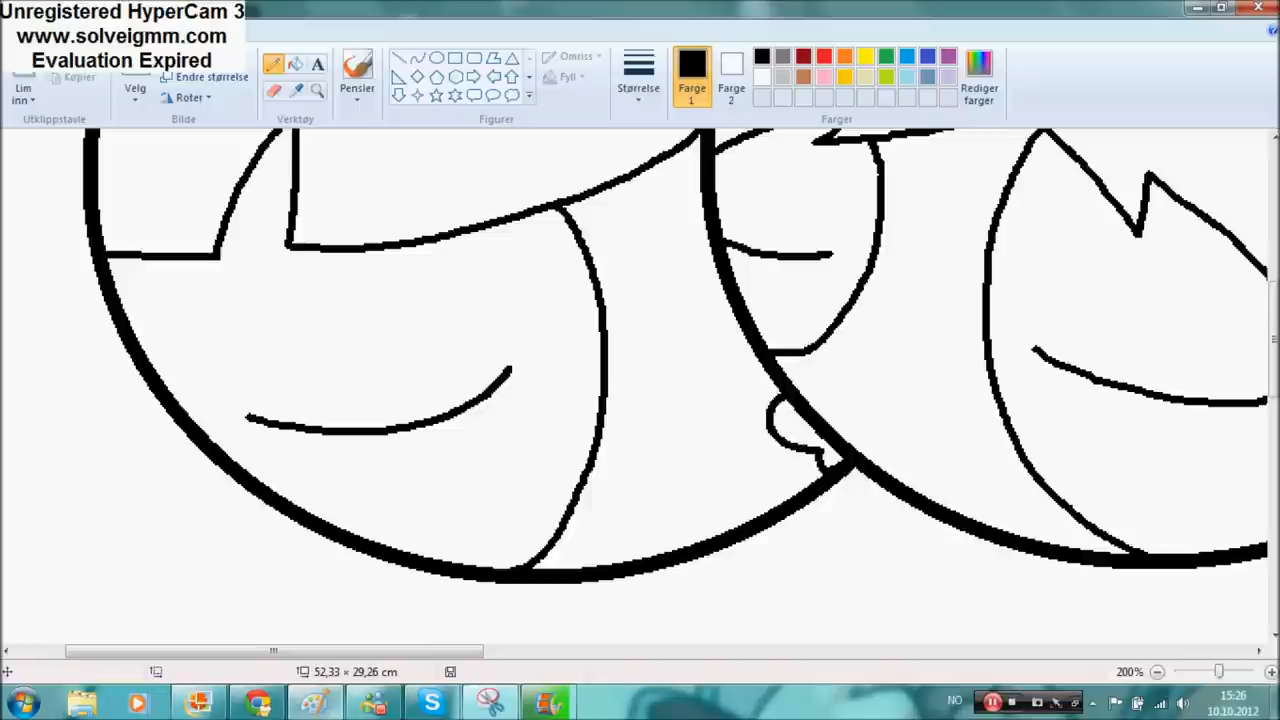 Unregistered HyperCam 3
www.solveigmm.com
Evaluation Expired
Lim
inn
Kopier
Velg
Endre størrelse
Roter
A
Pensler
Omriss
Fyll
Størrelse
Farge
1
Farge
2
Rediger
farger
Utklippstavle
Bilde
Verktøy
Figurer
Farger
52,33 × 29,26 cm
200%
NO
15:26
10.10.2012